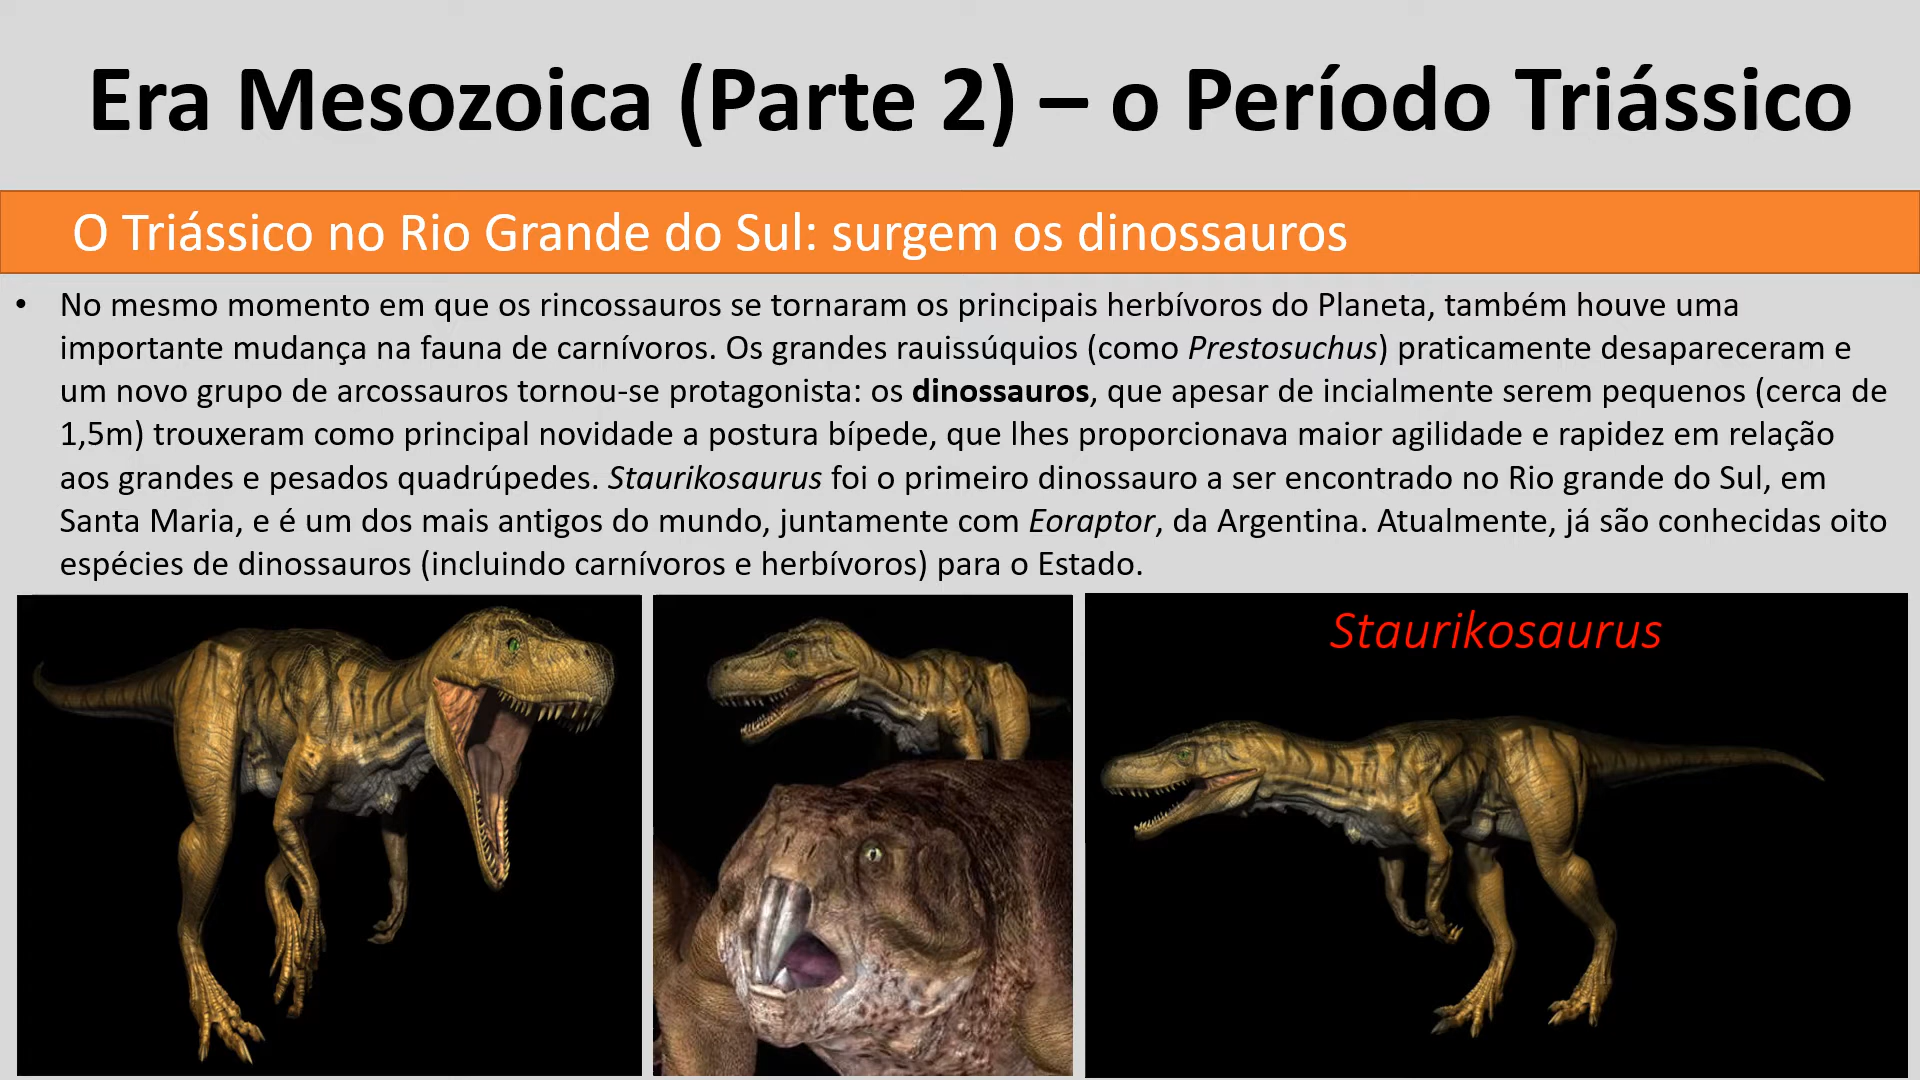 Era Mesozoica (Parte 2) – o Período Triássico
O Triássico no Rio Grande do Sul: surgem os dinossauros
• No mesmo momento em que os rincossauros se tornaram os principais herbívoros do Planeta, também houve uma
importante mudança na fauna de carnívoros. Os grandes rauissúquios (como Prestosuchus) praticamente desapareceram e
um novo grupo de arcossauros tornou-se protagonista: os dinossauros, que apesar de incialmente serem pequenos (cerca de
1,5m) trouxeram como principal novidade a postura bípede, que lhes proporcionava maior agilidade e rapidez em relação
aos grandes e pesados quadrúpedes. Staurikosaurus foi o primeiro dinossauro a ser encontrado no Rio grande do Sul, em
Santa Maria, e é um dos mais antigos do mundo, juntamente com Eoraptor, da Argentina. Atualmente, já são conhecidas oito
espécies de dinossauros (incluindo carnívoros e herbívoros) para o Estado.
Staurikosaurus